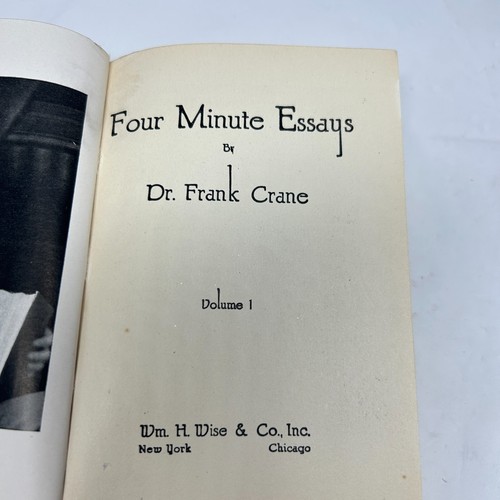 Four Minute Essays
By
Dr. Frank Crane
Volume I
Wm. H. Wise & Co., Inc.
New York Chicago